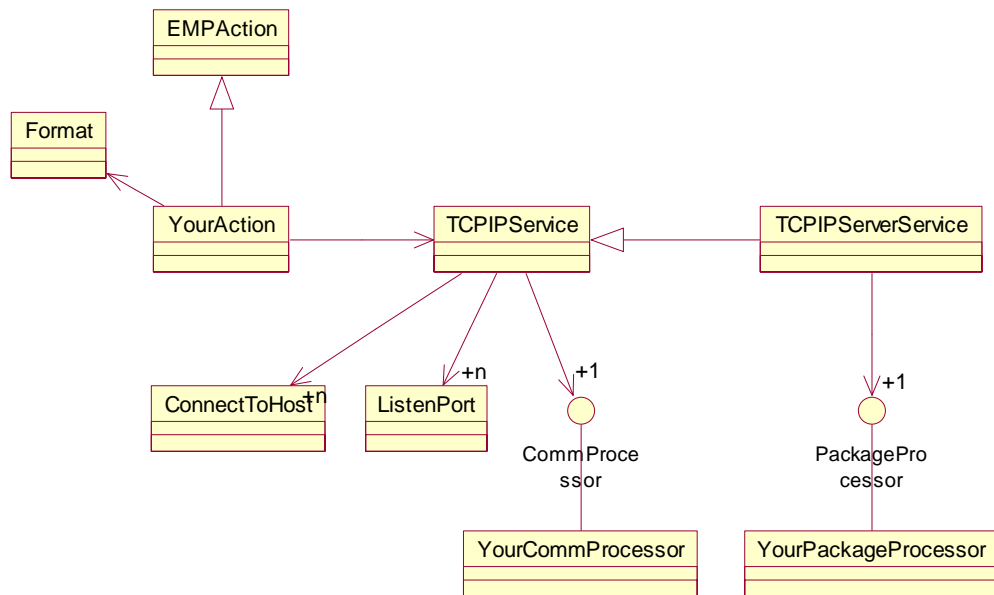 EMPAction
Format
YourAction
TCPIPService
TCPIPServerService
+n
+n
+1
+1
ConnectToHost
ListenPort
CommProce
ssor
PackagePro
cessor
YourCommProcessor
YourPackageProcessor